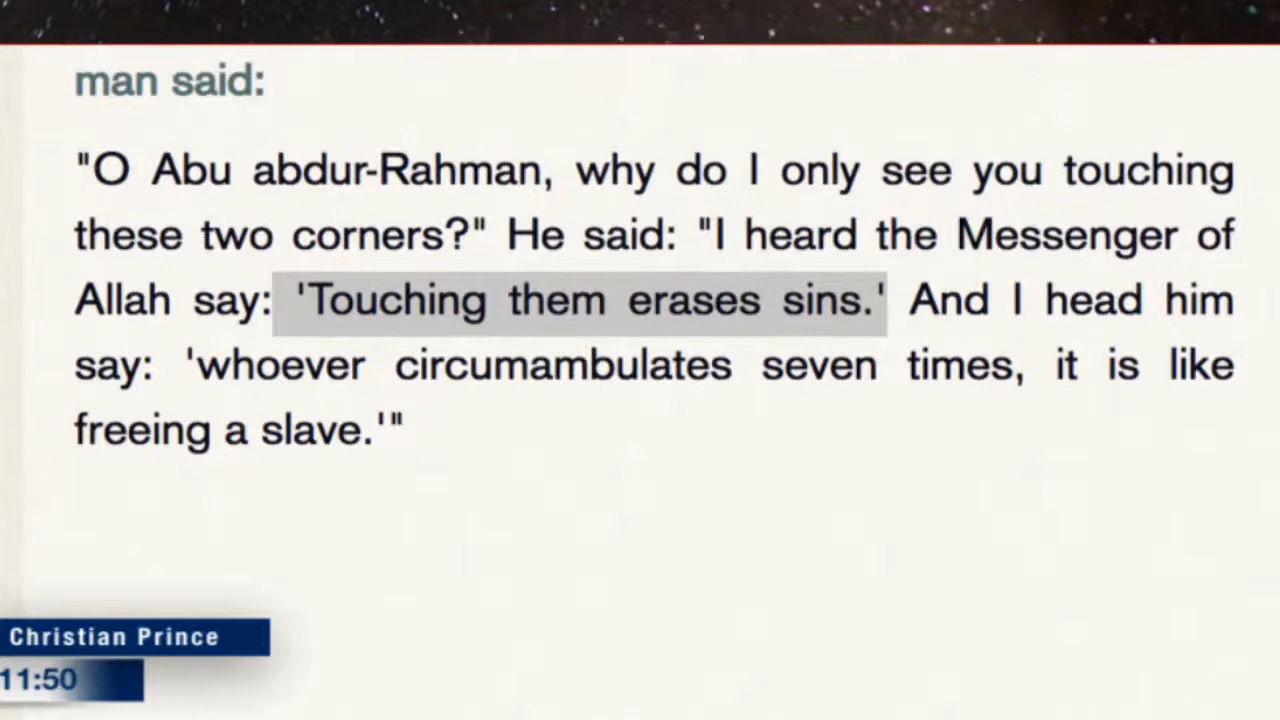 man said:
"O Abu abdur-Rahman, why do I only see you touching
these two corners?" He said: "I heard the Messenger of
Allah say: 'Touching them erases sins.' And I head him
say: 'whoever circumambulates seven times, it is like
freeing a slave.'"
Christian Prince
11:50